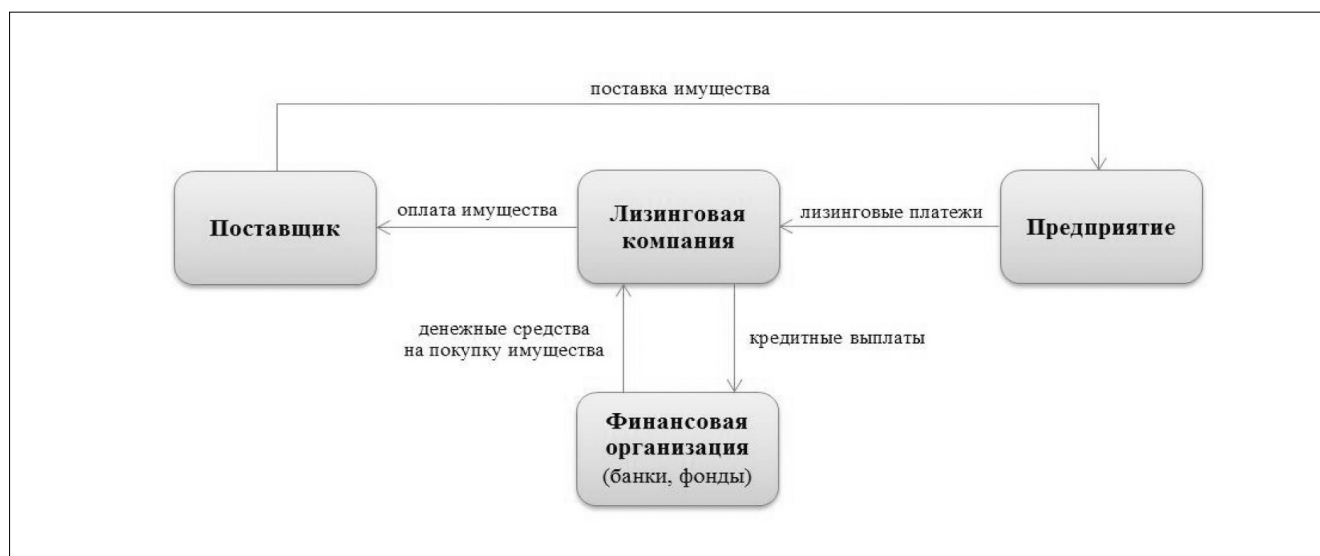 поставка имущества
Поставщик
оплата имущества
Лизинговая
компания
лизинговые платежи
Предприятие
денежные средства
на покупку имущества
кредитные выплаты
Финансовая
организация
(банки, фонды)